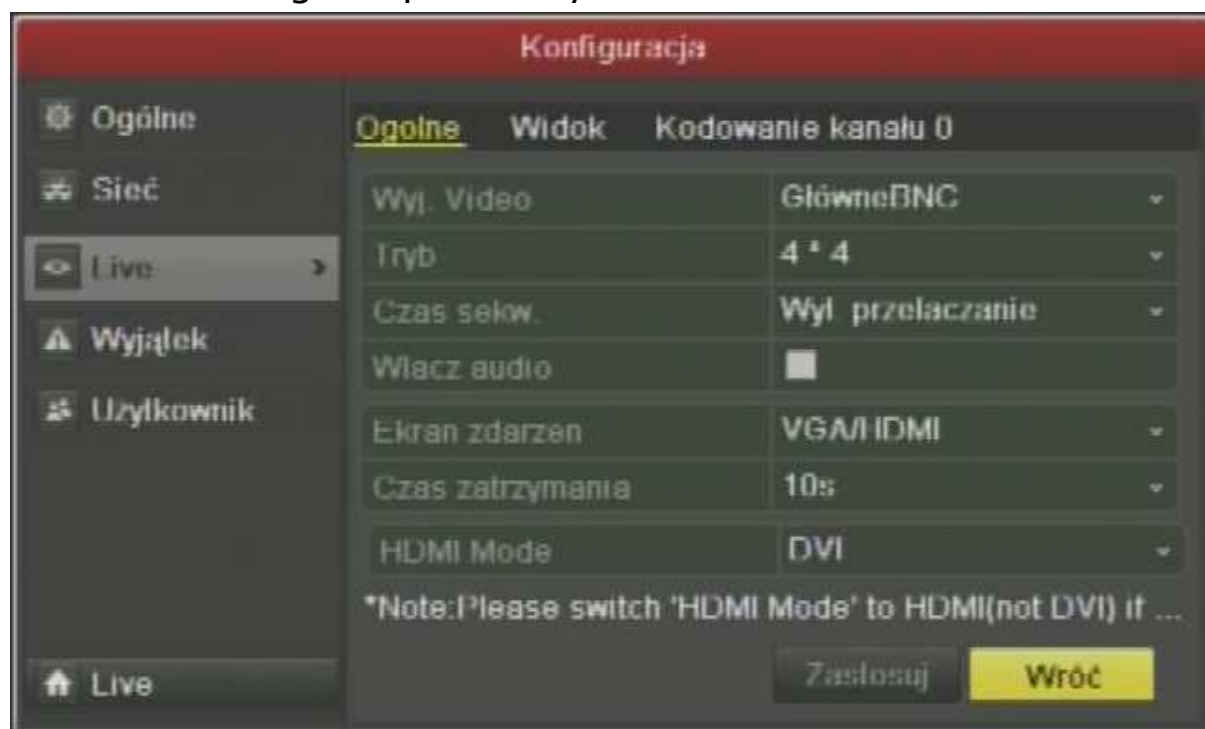 Konfiguracja
Ogólne
Sieć
Live
Wyjątek
Uzytkownik
Live
Ogolne Widok Kodowanie kanału 0
Wyj. Video GłówneBNC
Tryb 4 * 4
Czas sekw. Wyl przelaczanie
Wlacz audio
Ekran zdarzen VGA/HDMI
Czas zatrzymania 10s
HDMI Mode DVI
*Note:Please switch 'HDMI Mode' to HDMI(not DVI) if ...
Zastosuj Wróć